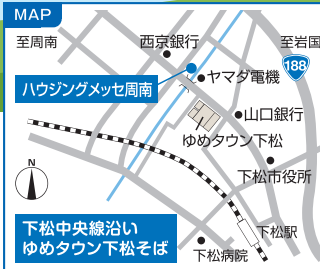 MAP
至周南
西京銀行
至岩国
188
ヤマダ電機
ハウジングメッセ周南
山口銀行
ゆめタウン下松
下松市役所
N
下松中央線沿い
ゆめタウン下松そば
下松駅
下松病院